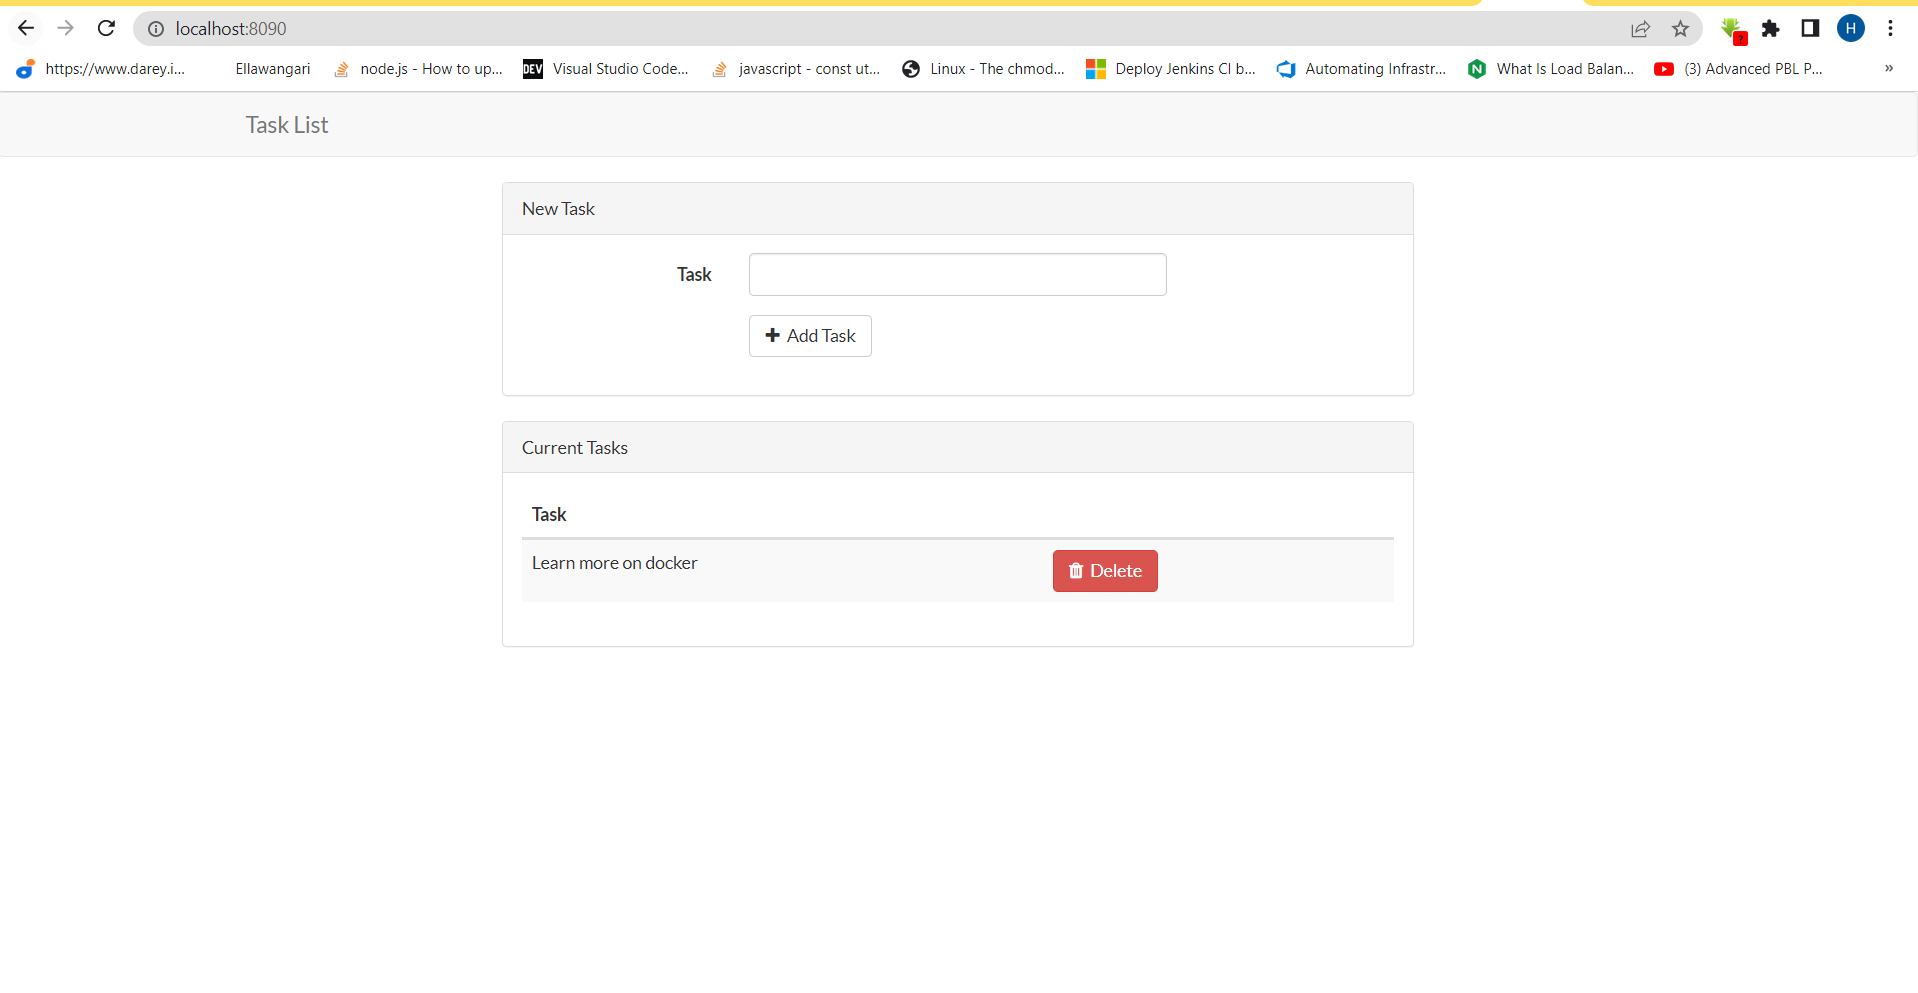 localhost:8090
?
H
https://www.darey.i...
Ellawangari
node.js - How to up...
DEV
Visual Studio Code...
javascript - const ut...
Linux - The chmod...
Deploy Jenkins CI b...
Automating Infrastr...
N
What Is Load Balan...
(3) Advanced PBL P...
»
Task List
New Task
Task
Add Task
Current Tasks
Task
Learn more on docker
Delete